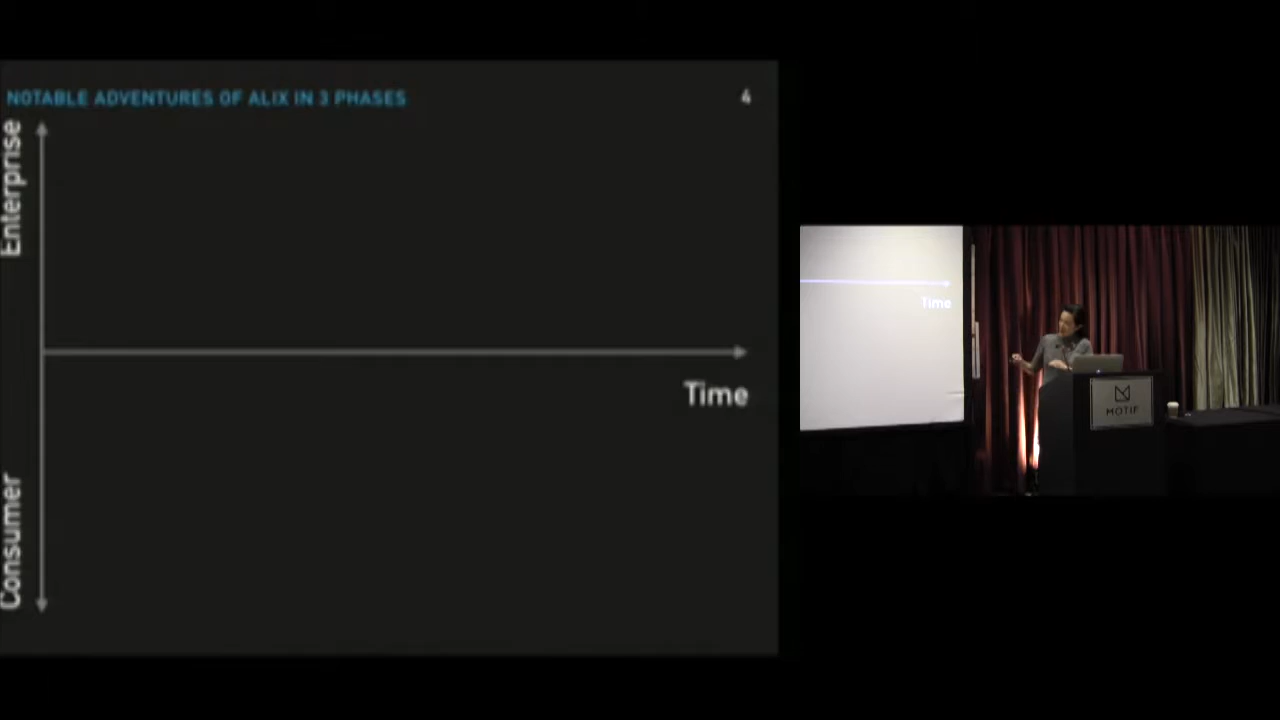 NOTABLE ADVENTURES OF ALIX IN 3 PHASES
4
Enterprise
Time
Consumer
Time
MOTIF